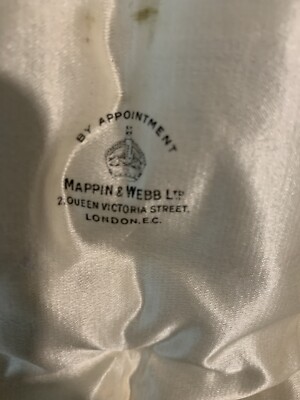 BY APPOINTMENT
MAPPIN & WEBB LTD
2, QUEEN VICTORIA STREET,
LONDON. E.C.